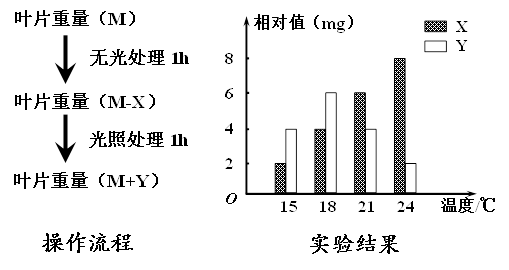 叶片重量（M）
无光处理 1h
叶片重量（M-X）
光照处理 1h
叶片重量（M+Y）
操作流程
相对值（mg）
X
Y
8
6
4
2
O
15 18 21 24 温度/℃
实验结果